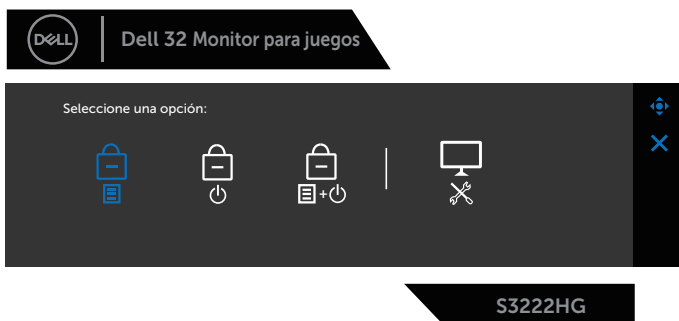 DELL
Dell 32 Monitor para juegos
Seleccione una opción:
S3222HG